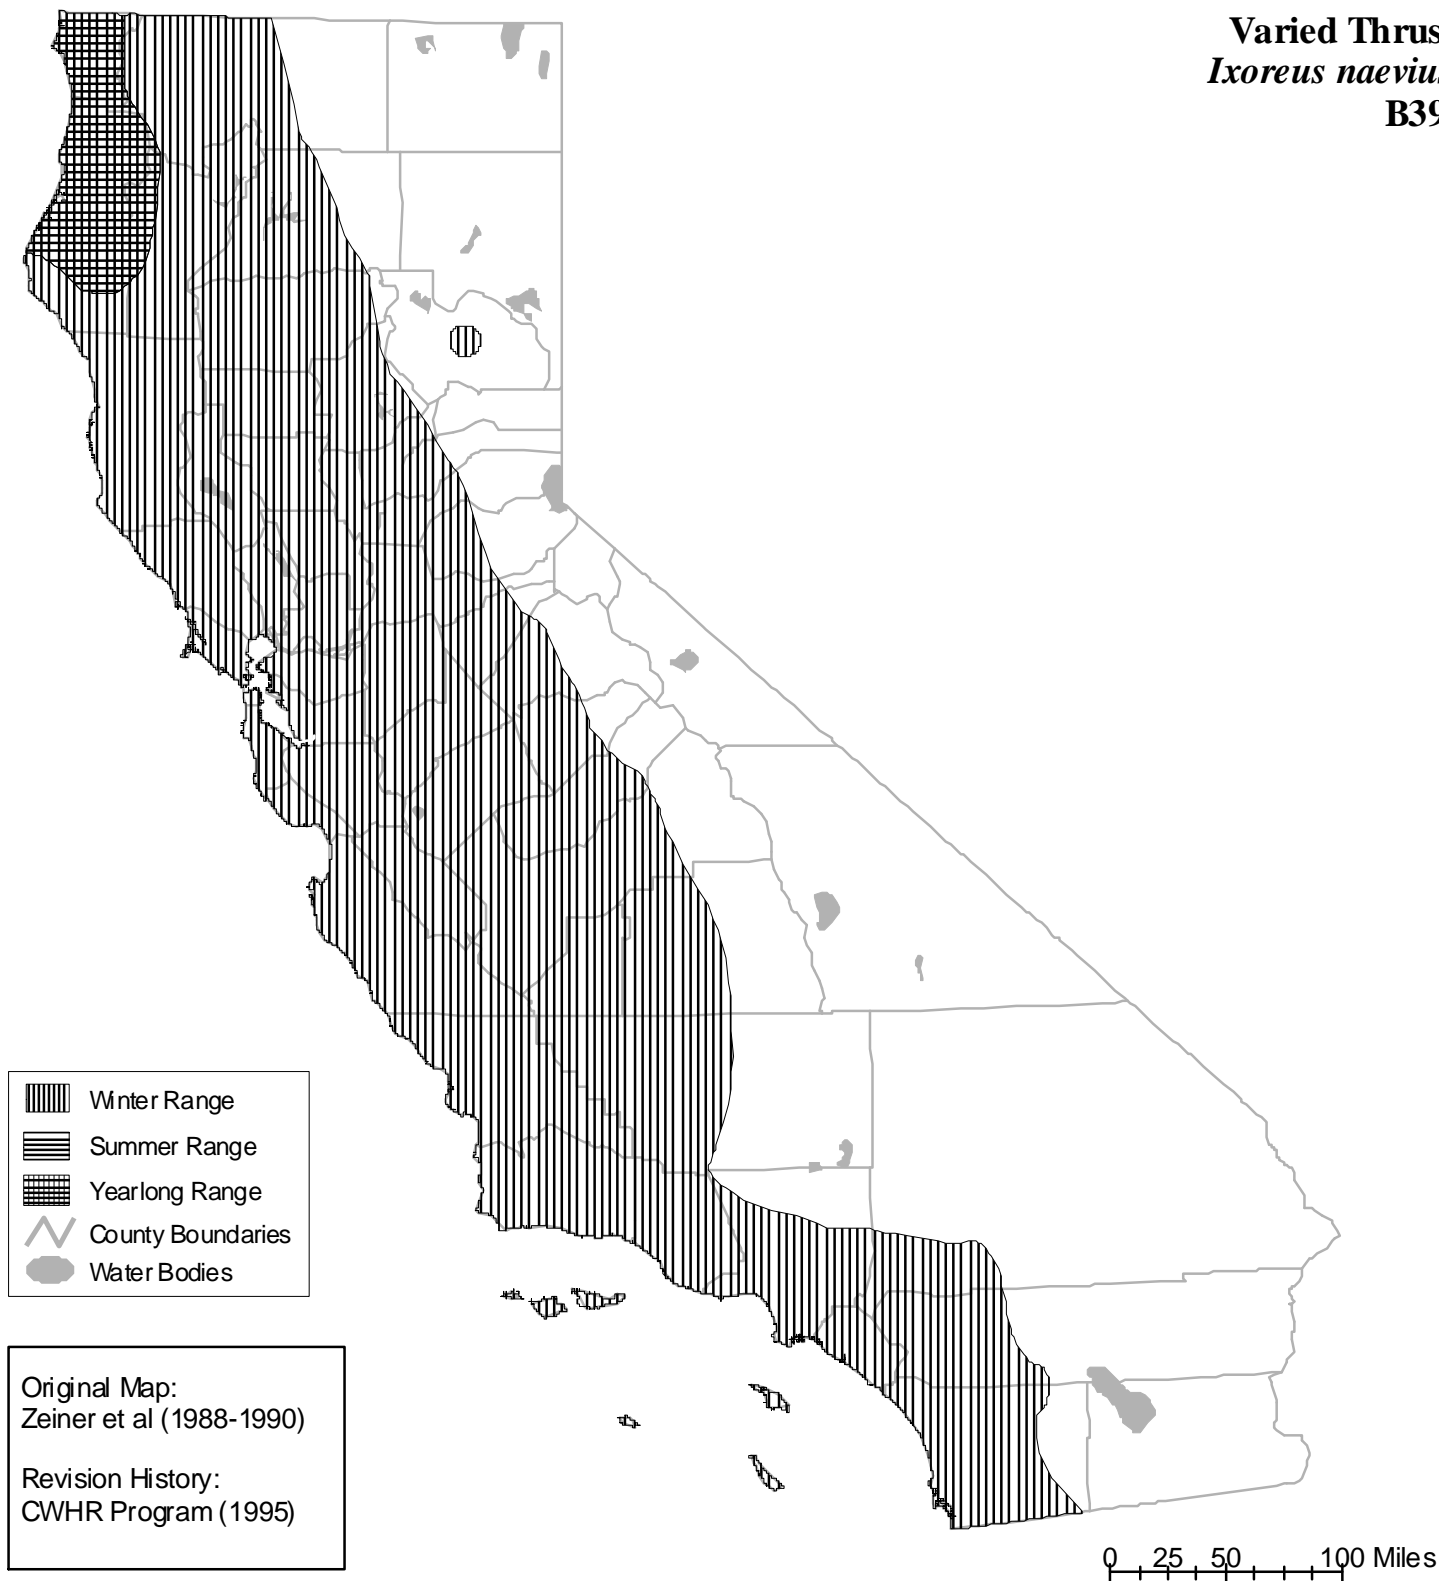 Varied Thrus
Ixoreus naeviu
B39
Winter Range
Summer Range
Yearlong Range
County Boundaries
Water Bodies
Original Map:
Zeiner et al (1988-1990)
Revision History:
CWHR Program (1995)
0 25 50 100 Miles